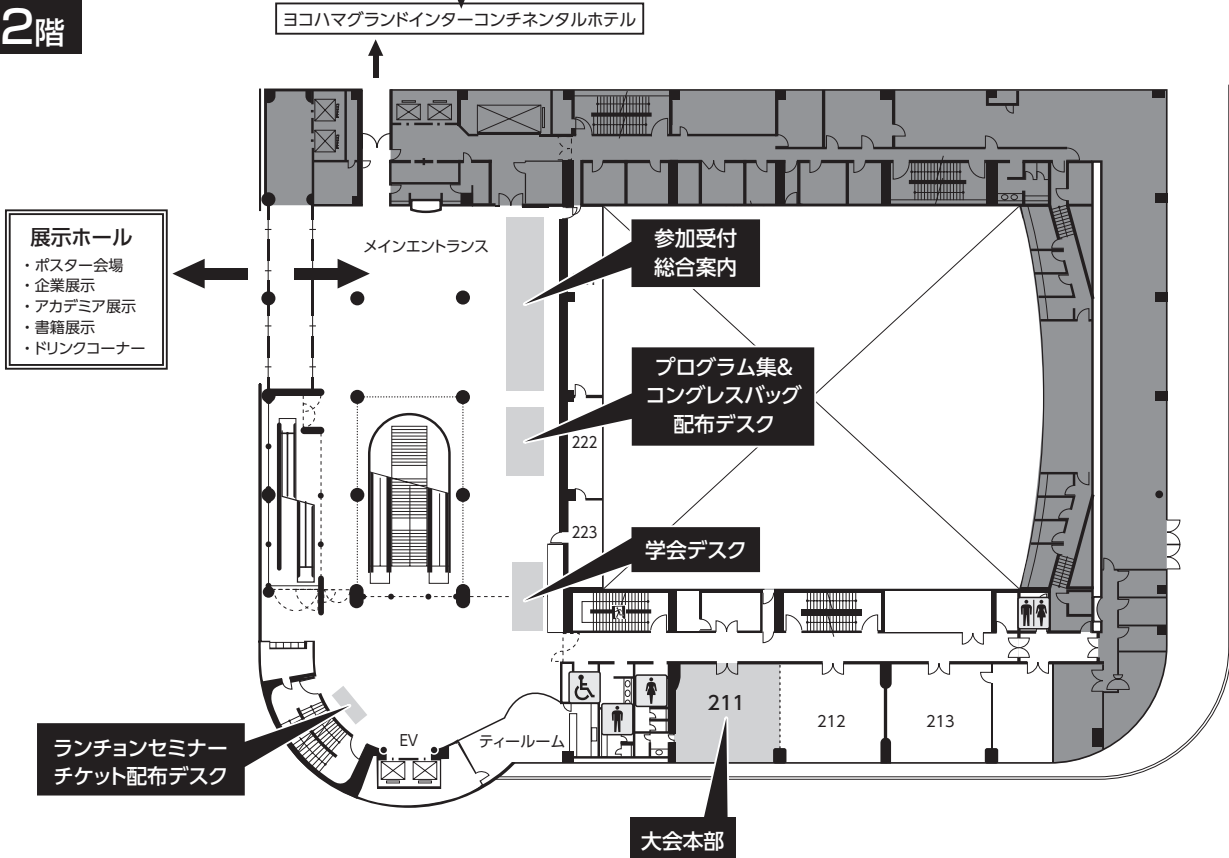 2階
ヨコハマグランドインターコンチネンタルホテル
展示ホール
・ポスター会場
・企業展示
・アカデミア展示
・書籍展示
・ドリンクコーナー
メインエントランス
参加受付
総合案内
プログラム集&
コングレスバッグ
配布デスク
222
223
学会デスク
211
212
213
EV
ティールーム
ランチョンセミナー
チケット配布デスク
大会本部